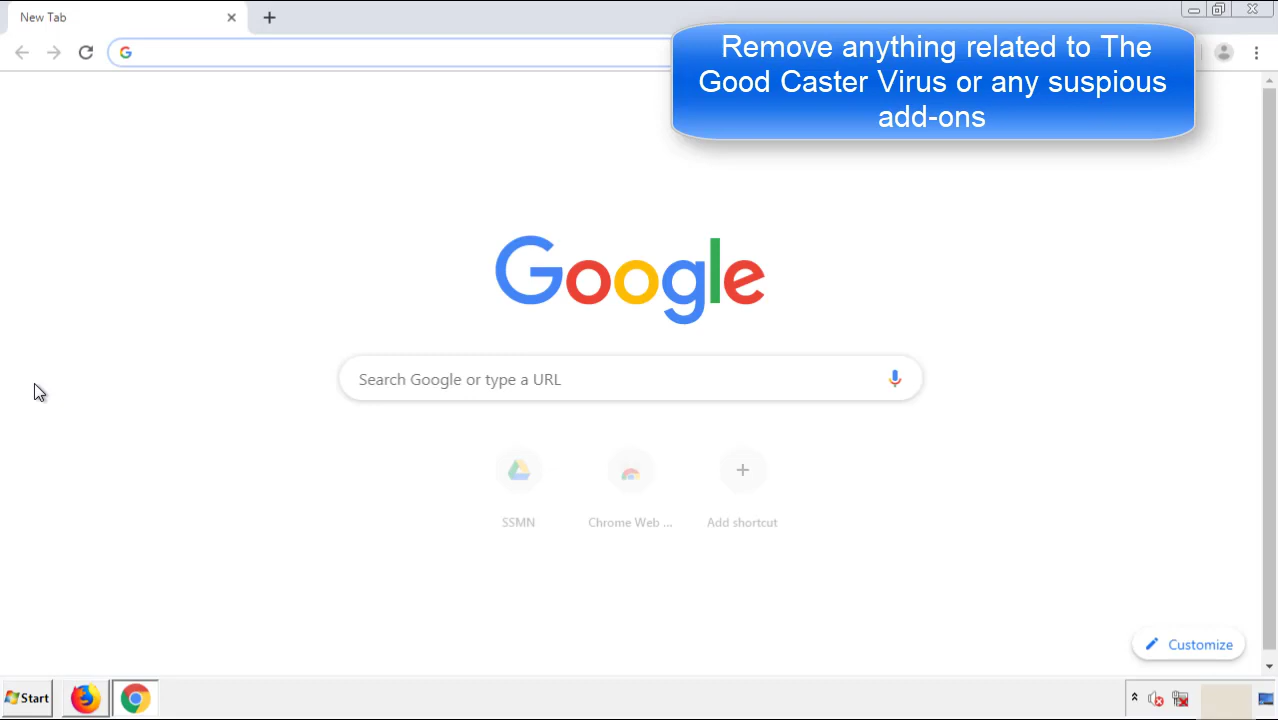 New Tab
Remove anything related to The
Good Caster Virus or any suspious
add-ons
Google
Search Google or type a URL
SSMN
Chrome Web ...
Add shortcut
Customize
Start